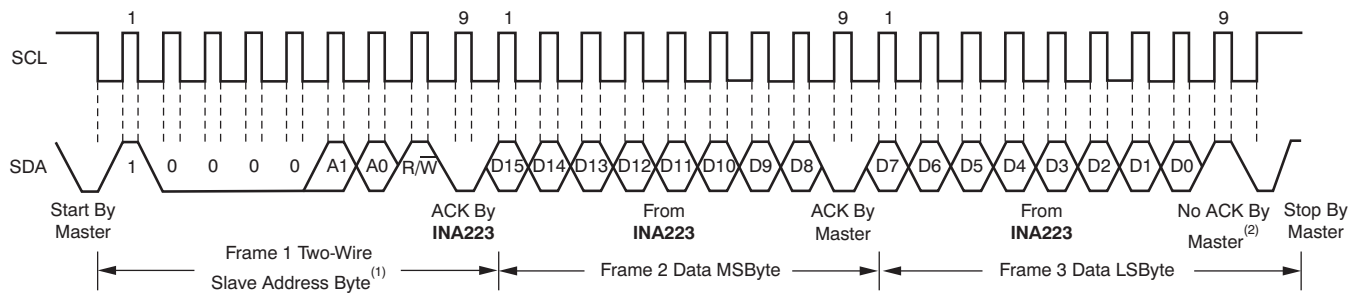 1 9 1 9 1 9
SCL
SDA 1 0 0 0 0 A1 A0 R/W̅ D15 D14 D13 D12 D11 D10 D9 D8 D7 D6 D5 D4 D3 D2 D1 D0
Start By
Master
ACK By
INA223
From
INA223
ACK By
Master
From
INA223
No ACK By
Master(2)
Stop By
Master
Frame 1 Two-Wire
Slave Address Byte(1)
Frame 2 Data MSByte
Frame 3 Data LSByte